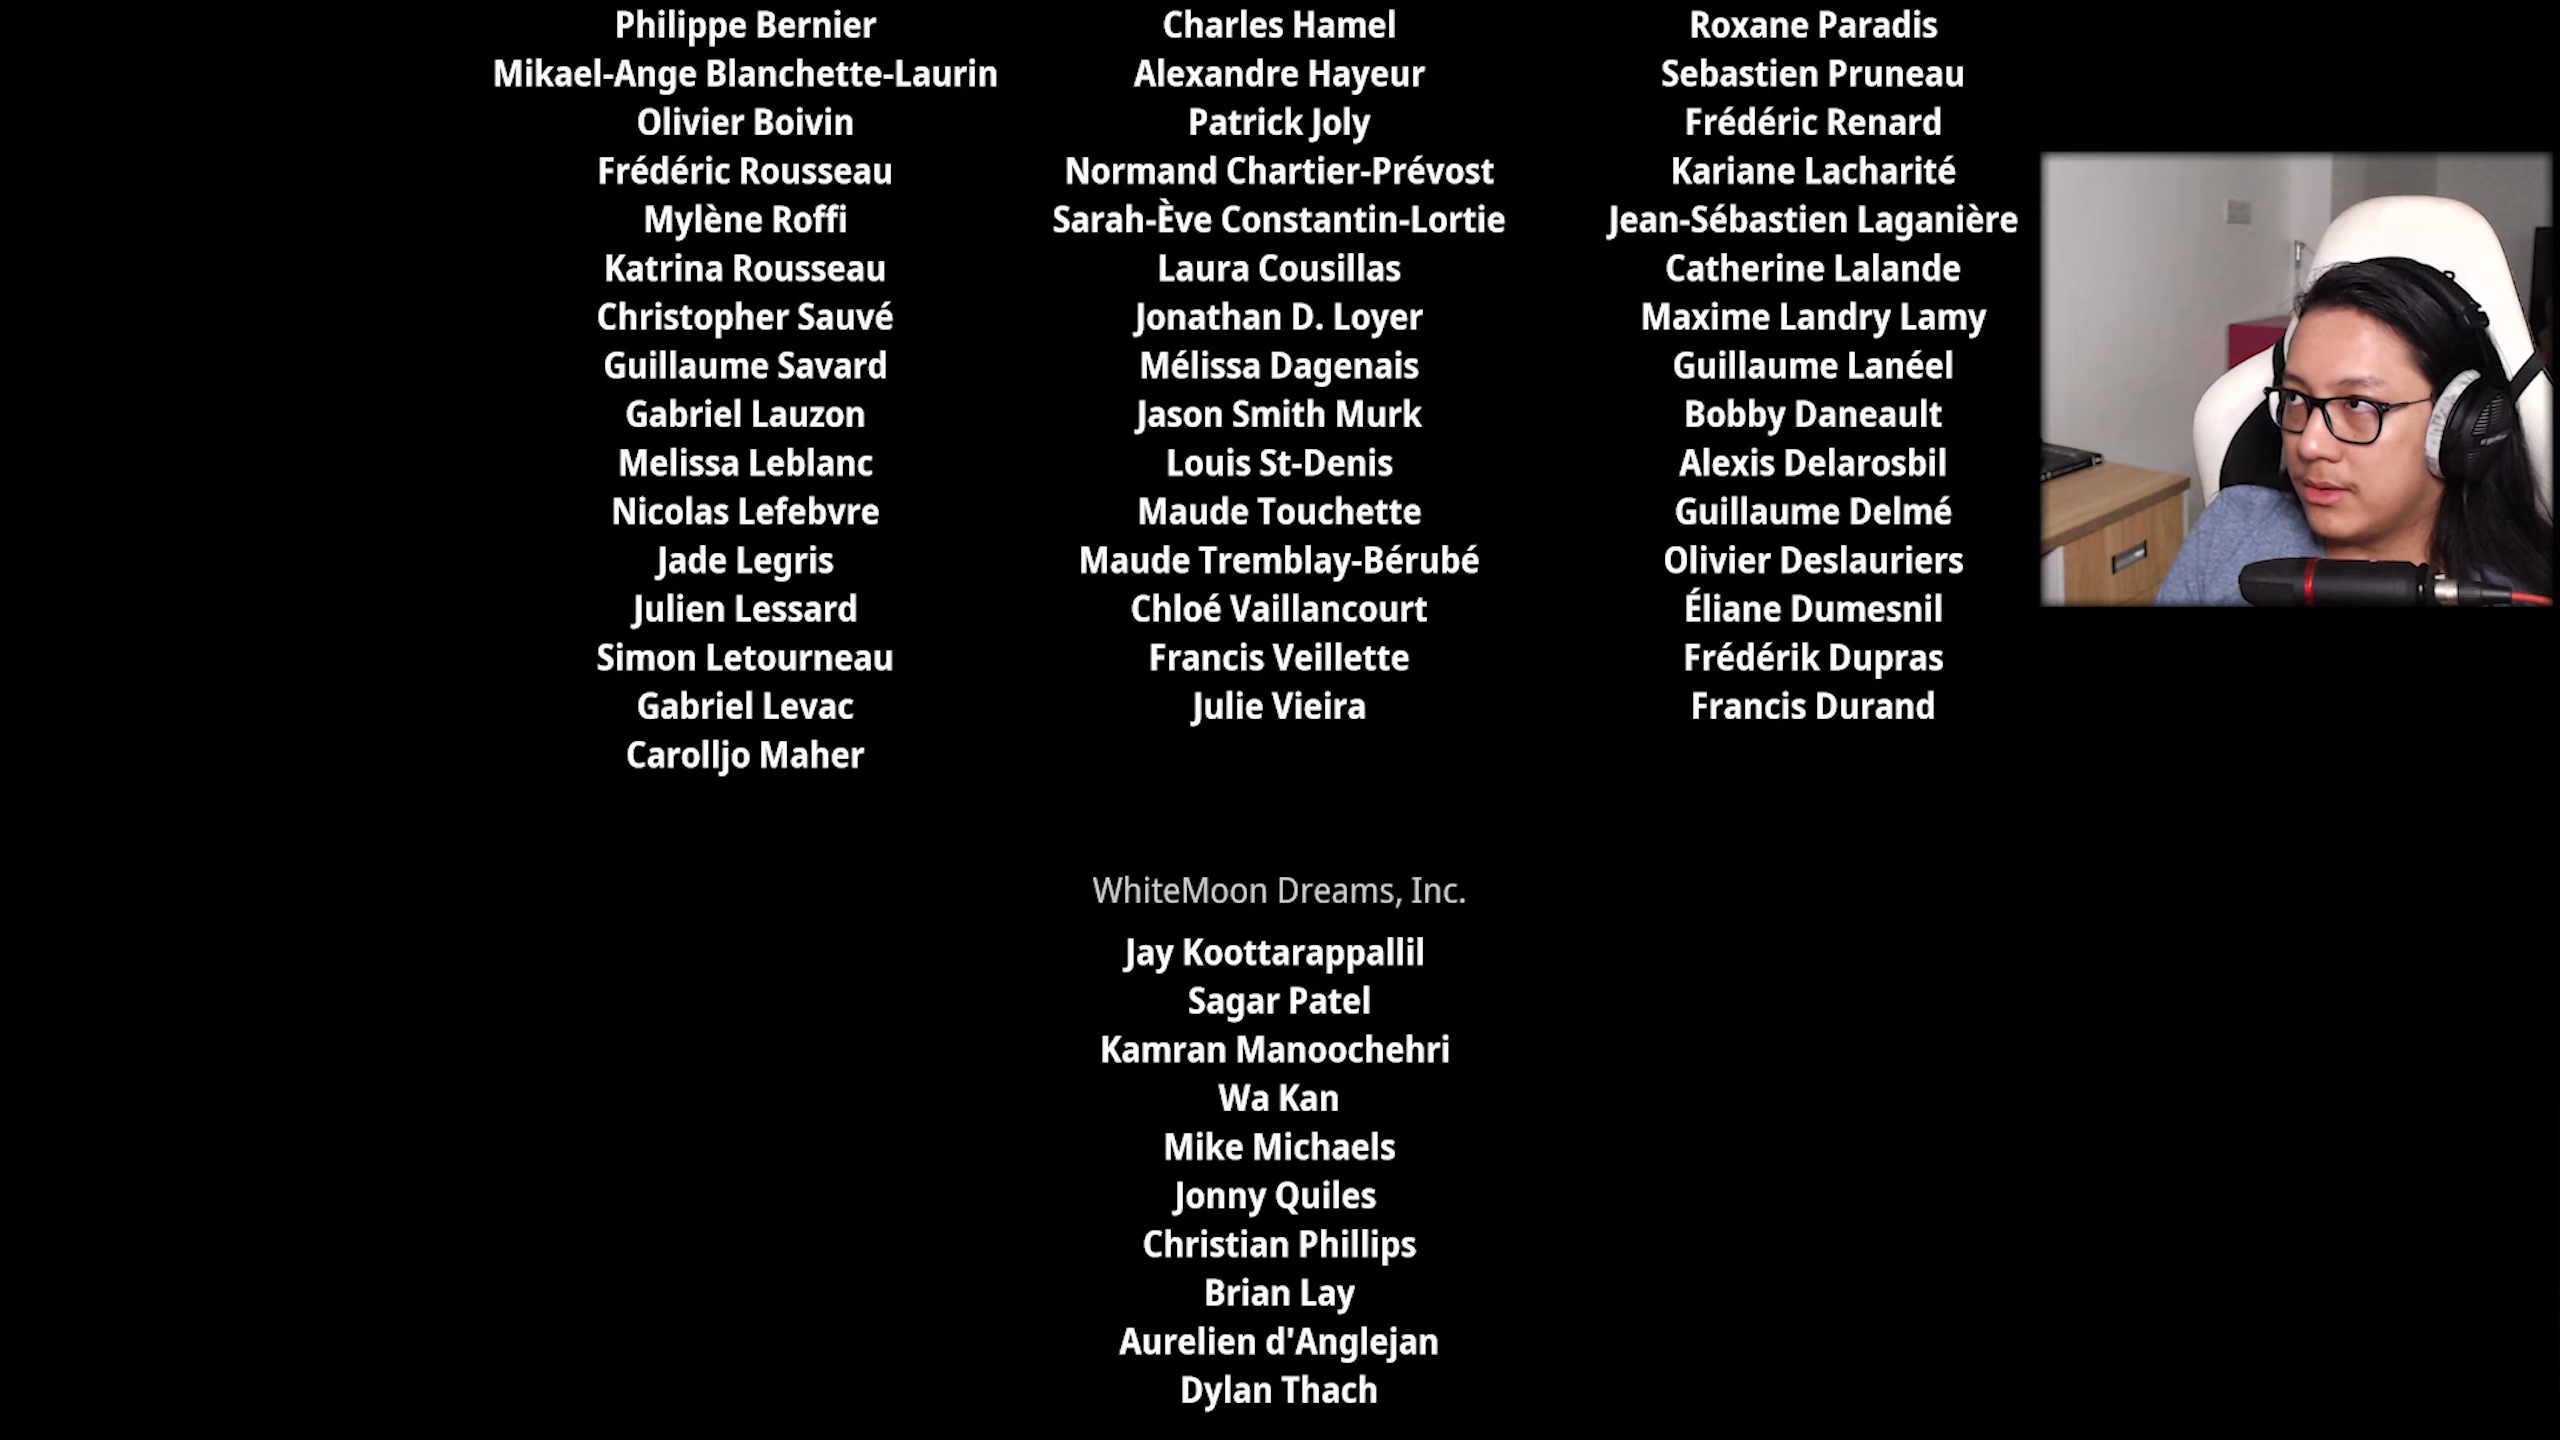 Philippe Bernier
Mikael-Ange Blanchette-Laurin
Olivier Boivin
Frédéric Rousseau
Mylène Roffi
Katrina Rousseau
Christopher Sauvé
Guillaume Savard
Gabriel Lauzon
Melissa Leblanc
Nicolas Lefebvre
Jade Legris
Julien Lessard
Simon Letourneau
Gabriel Levac
Carolljo Maher
Charles Hamel
Alexandre Hayeur
Patrick Joly
Normand Chartier-Prévost
Sarah-Ève Constantin-Lortie
Laura Cousillas
Jonathan D. Loyer
Mélissa Dagenais
Jason Smith Murk
Louis St-Denis
Maude Touchette
Maude Tremblay-Bérubé
Chloé Vaillancourt
Francis Veillette
Julie Vieira
Roxane Paradis
Sebastien Pruneau
Frédéric Renard
Kariane Lacharité
Jean-Sébastien Laganière
Catherine Lalande
Maxime Landry Lamy
Guillaume Lanéel
Bobby Daneault
Alexis Delarosbil
Guillaume Delmé
Olivier Deslauriers
Éliane Dumesnil
Frédérik Dupras
Francis Durand
WhiteMoon Dreams, Inc.
Jay Koottarappallil
Sagar Patel
Kamran Manoochehri
Wa Kan
Mike Michaels
Jonny Quiles
Christian Phillips
Brian Lay
Aurelien d'Anglejan
Dylan Thach